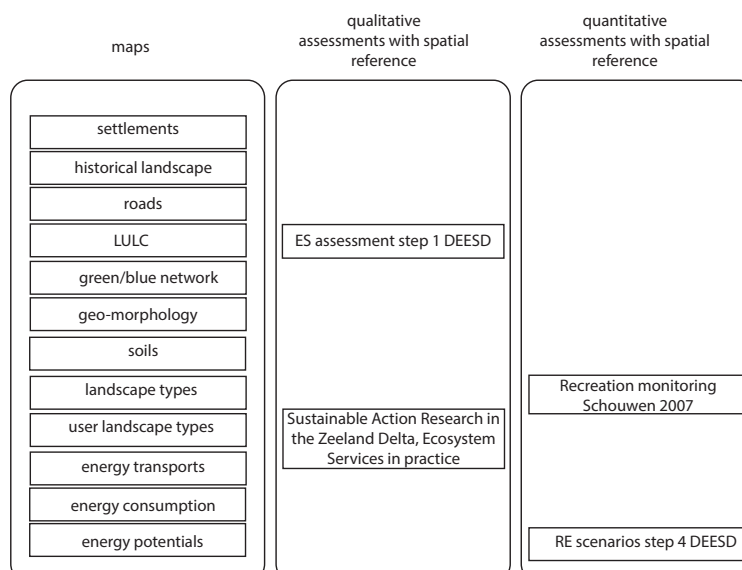 maps
qualitative
assessments with spatial
reference
quantitative
assessments with spatial
reference
settlements
historical landscape
roads
LULC
green/blue network
geo-morphology
soils
landscape types
user landscape types
energy transports
energy consumption
energy potentials
ES assessment step 1 DEESD
Sustainable Action Research in
the Zeeland Delta, Ecosystem
Services in practice
Recreation monitoring
Schouwen 2007
RE scenarios step 4 DEESD